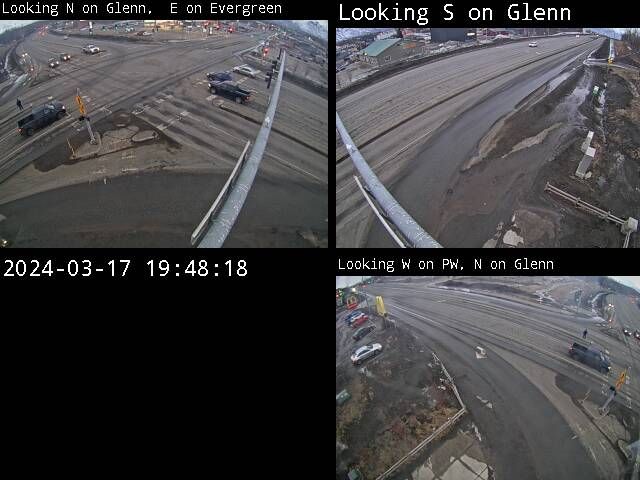 Looking N on Glenn,  E on Evergreen
Looking S on Glenn
2024-03-17 19:48:18
Looking W on PW, N on Glenn